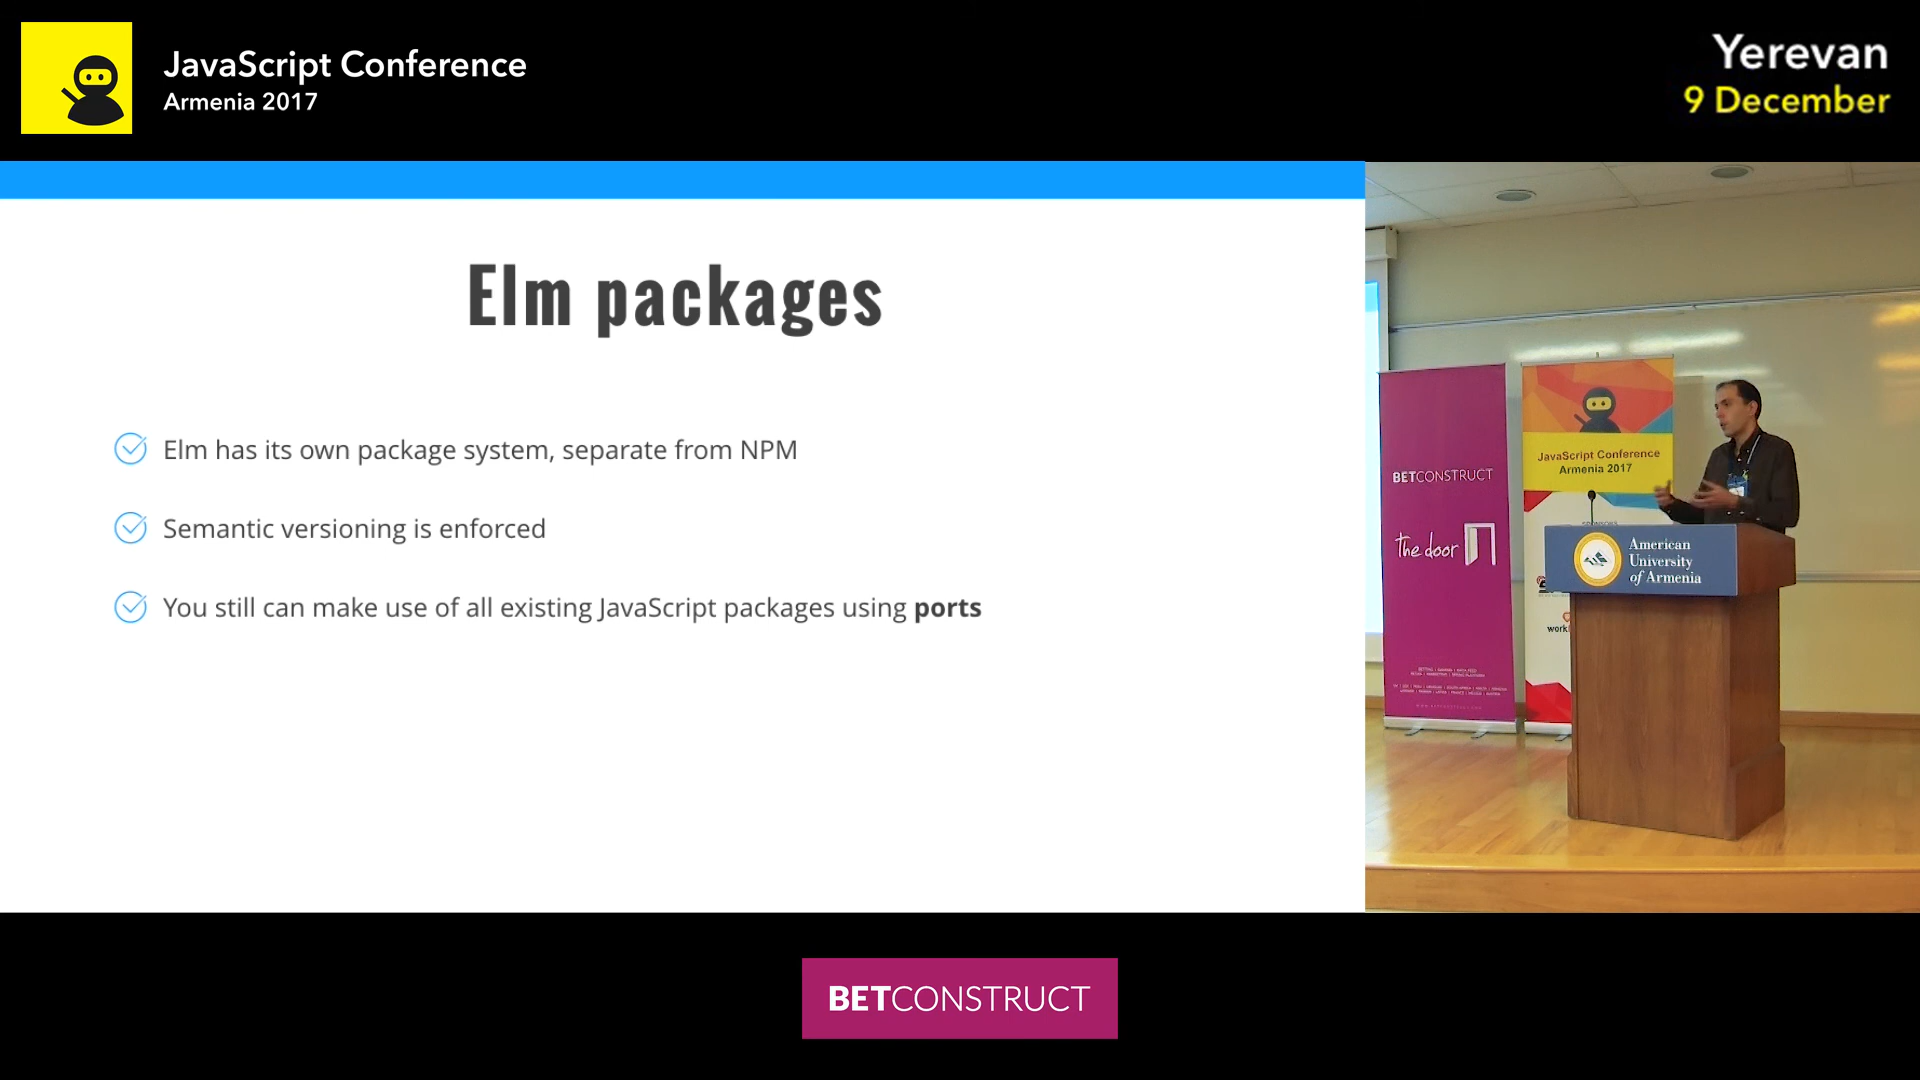 JavaScript Conference
Armenia 2017
Yerevan
9 December
Elm packages
Elm has its own package system, separate from NPM
Semantic versioning is enforced
You still can make use of all existing JavaScript packages using ports
BETCONSTRUCT
The door
JavaScript Conference
Armenia 2017
American
University
of Armenia
BETCONSTRUCT